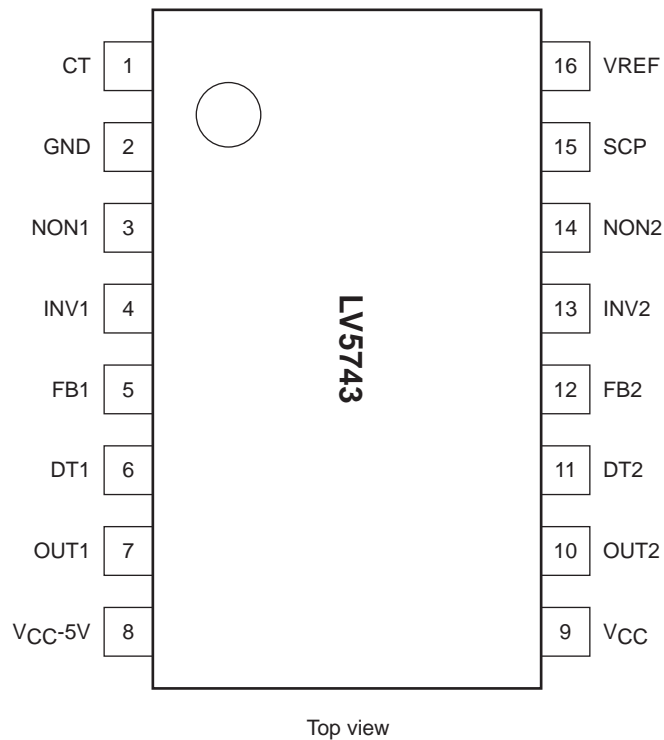 CT 1 16 VREF
GND 2 15 SCP
NON1 3 14 NON2
INV1 4 13 INV2
LV5743
FB1 5 12 FB2
DT1 6 11 DT2
OUT1 7 10 OUT2
VCC-5V 8 9 VCC
Top view